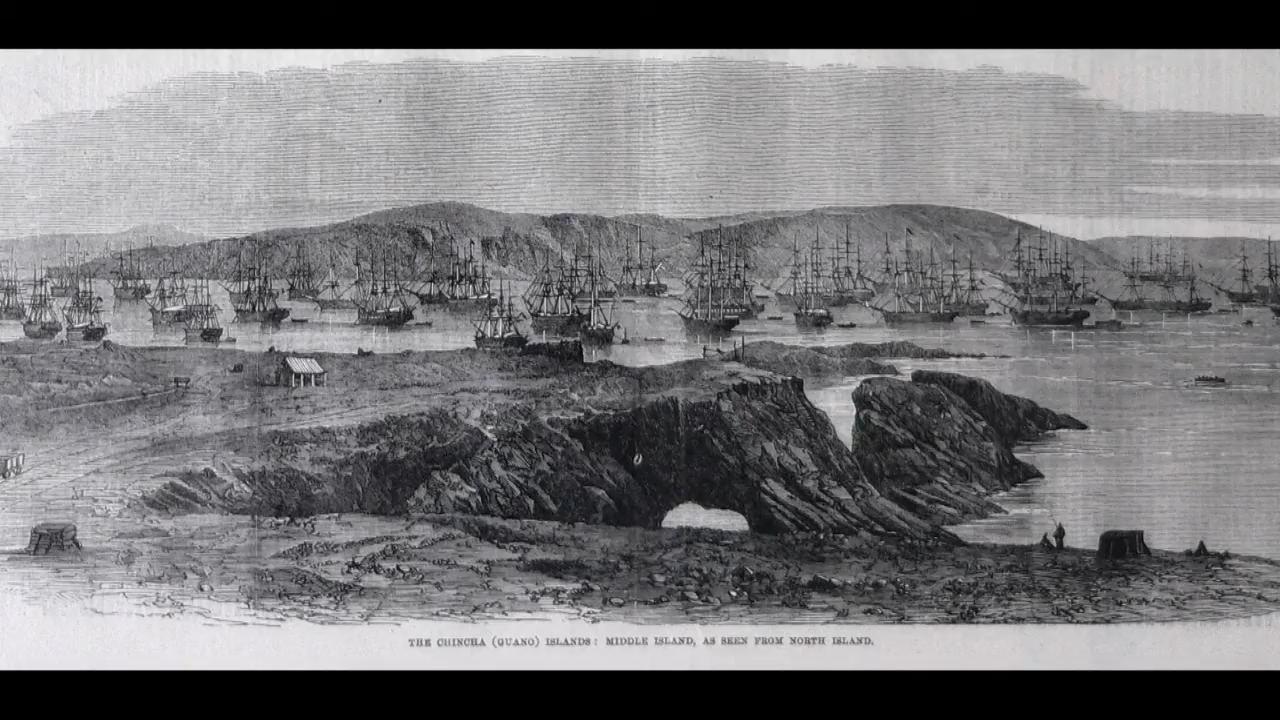 THE CHINCHA (GUANO) ISLANDS: MIDDLE ISLAND, AS SEEN FROM NORTH ISLAND.